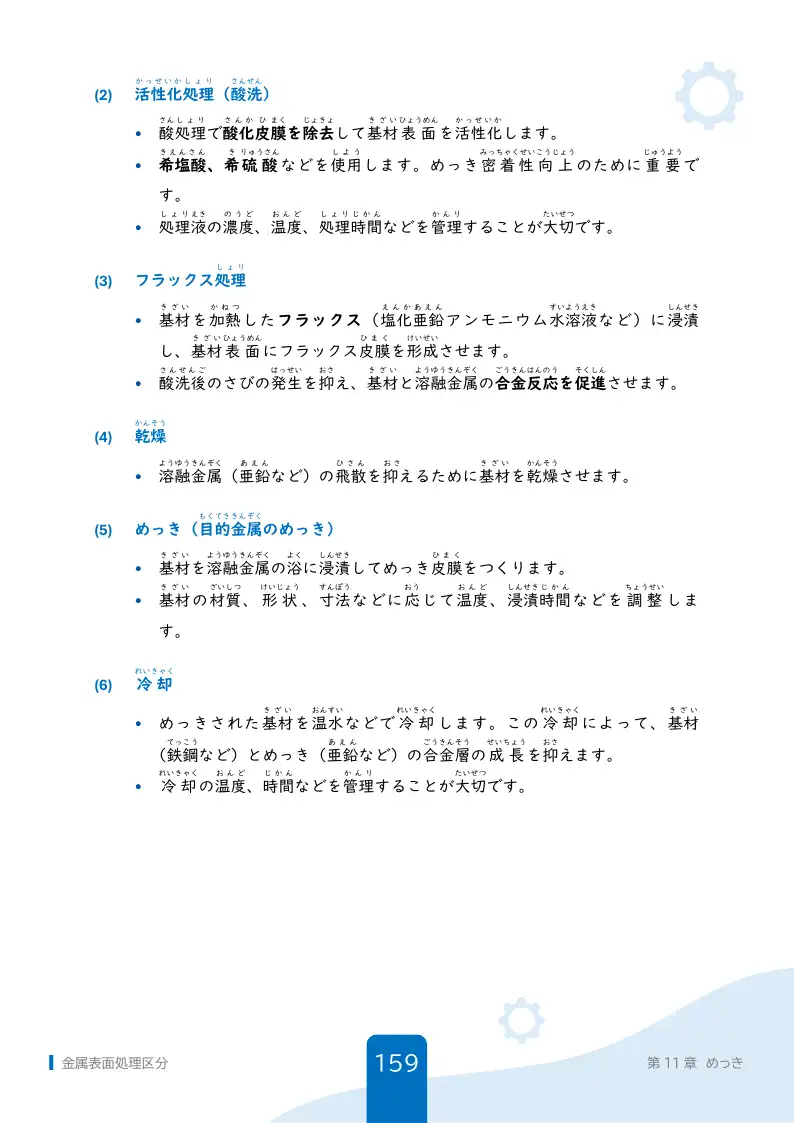 (2) 活性化処理（酸洗）
• 酸処理で酸化皮膜を除去して基材表面を活性化します。
• 希塩酸、希硫酸などを使用します。めっき密着性向上のために重要で
す。
• 処理液の濃度、温度、処理時間などを管理することが大切です。
(3) フラックス処理
• 基材を加熱したフラックス（塩化亜鉛アンモニウム水溶液など）に浸漬
し、基材表面にフラックス皮膜を形成させます。
• 酸洗後のさびの発生を抑え、基材と溶融金属の合金反応を促進させます。
(4) 乾燥
• 溶融金属（亜鉛など）の飛散を抑えるために基材を乾燥させます。
(5) めっき（目的金属のめっき）
• 基材を溶融金属の浴に浸漬してめっき皮膜をつくります。
• 基材の材質、形状、寸法などに応じて温度、浸漬時間などを調整しま
す。
(6) 冷却
• めっきされた基材を温水などで冷却します。この冷却によって、基材
（鉄鋼など）とめっき（亜鉛など）の合金層の成長を抑えます。
• 冷却の温度、時間などを管理することが大切です。
金属表面処理区分
159
第 11 章 めっき